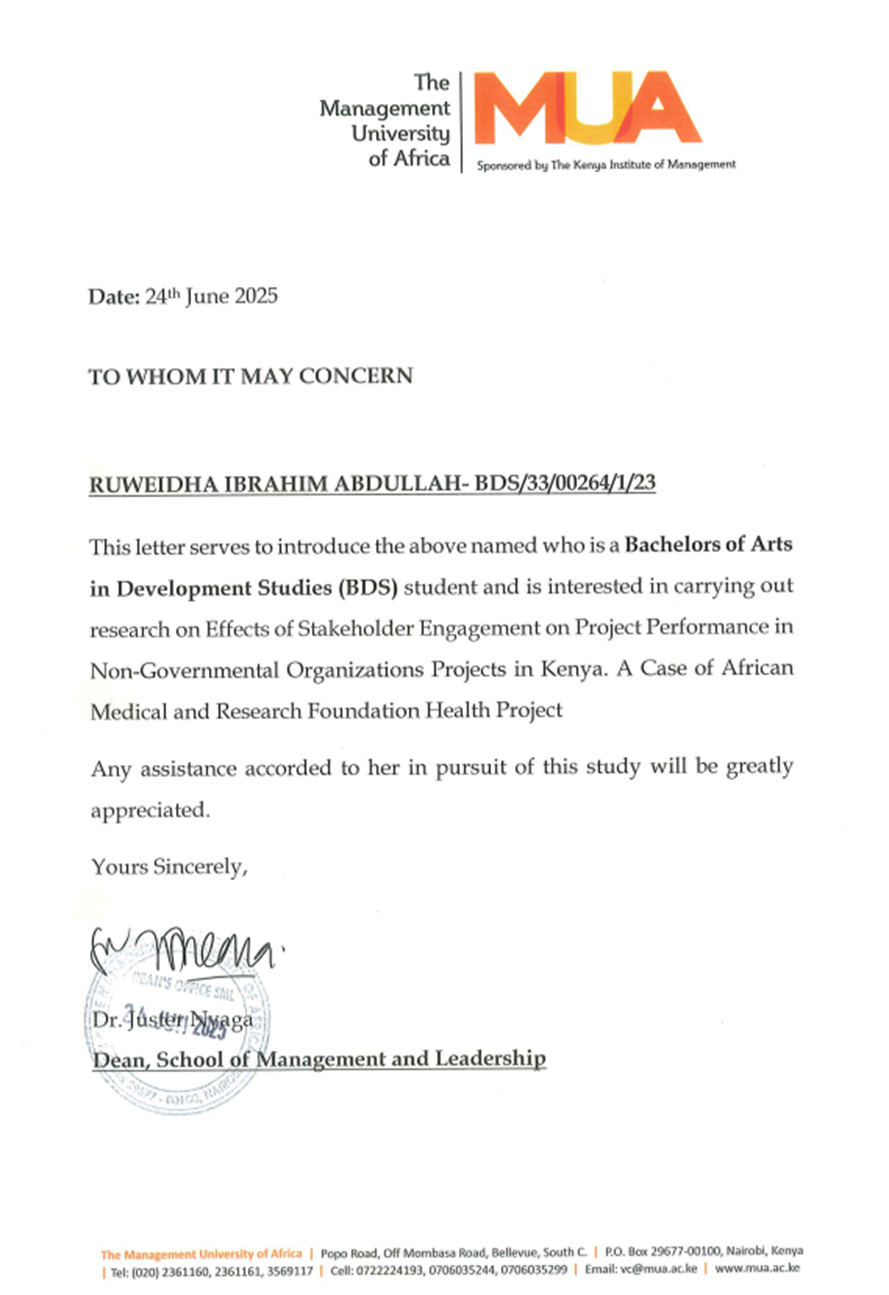 The
Management
University
of Africa
MUA
Sponsored by The Kenya Institute of Management
Date: 24th June 2025
TO WHOM IT MAY CONCERN
RUWEIDHA IBRAHIM ABDULLAH- BDS/33/00264/1/23
This letter serves to introduce the above named who is a Bachelors of Arts
in Development Studies (BDS) student and is interested in carrying out
research on Effects of Stakeholder Engagement on Project Performance in
Non-Governmental Organizations Projects in Kenya. A Case of African
Medical and Research Foundation Health Project
Any assistance accorded to her in pursuit of this study will be greatly
appreciated.
Yours Sincerely,
DEAN'S OFFICE SML
OF AFRICA
Dr. Juster Nyaga
2025
Dean, School of Management and Leadership
29677 - 00100, NAIROBI
The Management University of Africa | Popo Road, Off Mombasa Road, Bellevue, South C. | P.O. Box 29677-00100, Nairobi, Kenya
| Tel: (020) 2361160, 2361161, 3569117 | Cell: 0722224193, 0706035244, 0706035299 | Email: vc@mua.ac.ke | www.mua.ac.ke